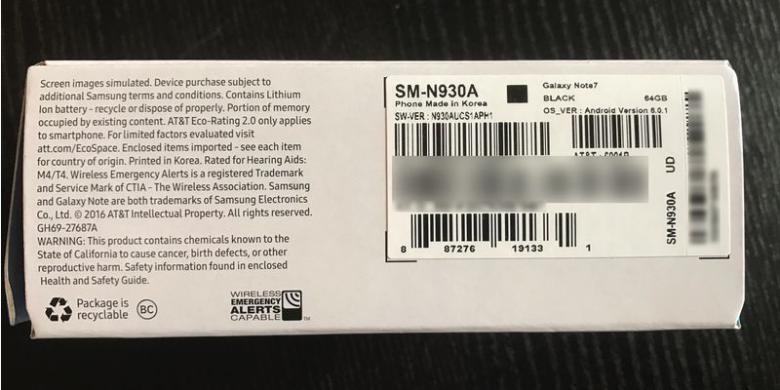 Screen images simulated. Device purchase subject to
additional Samsung terms and conditions. Contains Lithium
Ion battery - recycle or dispose of properly. Portion of memory
occupied by existing content. AT&T Eco-Rating 2.0 only applies
to smartphone. For limited factors evaluated visit
att.com/EcoSpace. Enclosed items imported - see each item
for country of origin. Printed in Korea. Rated for Hearing Aids:
M4/T4. Wireless Emergency Alerts is a registered Trademark
and Service Mark of CTIA - The Wireless Association. Samsung
and Galaxy Note are both trademarks of Samsung Electronics
Co., Ltd. © 2016 AT&T Intellectual Property. All rights reserved.
GH69-27687A
WARNING: This product contains chemicals known to the
State of California to cause cancer, birth defects, or other
reproductive harm. Safety information found in enclosed
Health and Safety Guide.
Package is
recyclable
BC
WIRELESS
EMERGENCY
ALERTS
CAPABLE
TM
SM-N930A
Phone Made in Korea
SW-VER : N930AUCS1APH1
Galaxy Note7
BLACK 64GB
OS_VER : Android Version 6.0.1
8 87276 19133 1
SM-N930A UD